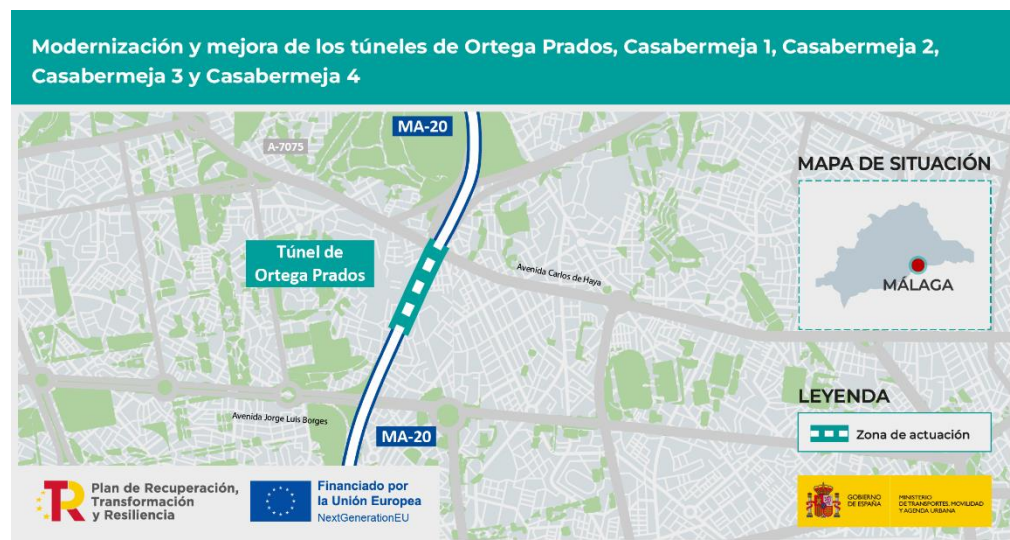 Modernización y mejora de los túneles de Ortega Prados, Casabermeja 1, Casabermeja 2,
Casabermeja 3 y Casabermeja 4
MA-20
A-7075
MAPA DE SITUACIÓN
Túnel de
Ortega Prados
Avenida Carlos de Haya
MÁLAGA
LEYENDA
Zona de actuación
Avenida Jorge Luis Borges
MA-20
Plan de Recuperación,
Transformación
y Resiliencia
Financiado por
la Unión Europea
NextGenerationEU
GOBIERNO
DE ESPAÑA
MINISTERIO
DE TRANSPORTES, MOVILIDAD
Y AGENDA URBANA